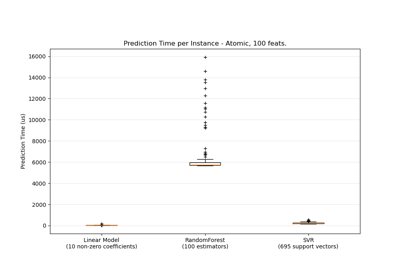 Prediction Time per Instance - Atomic, 100 feats.
16000
14000
12000
10000
8000
6000
4000
2000
0
Prediction Time (us)
Linear Model
(10 non-zero coefficients)
RandomForest
(100 estimators)
SVR
(695 support vectors)